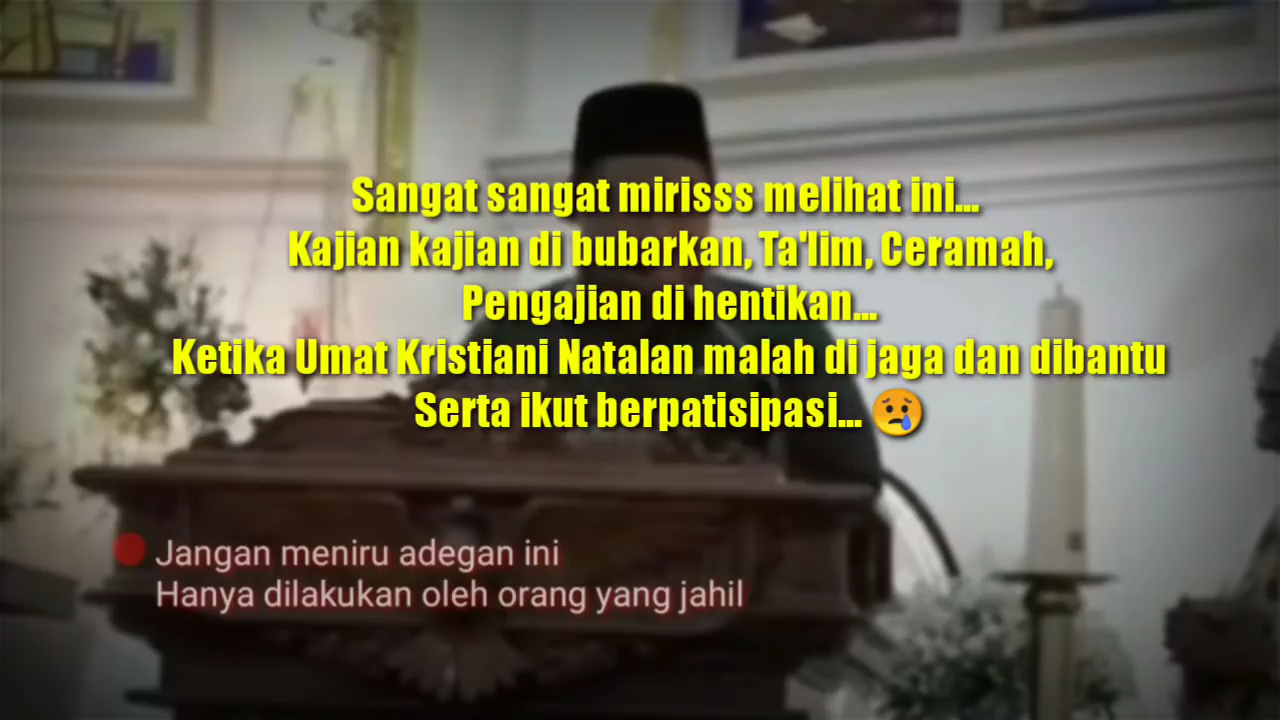 Sangat sangat mirisss melihat ini...
Kajian kajian di bubarkan, Ta'lim, Ceramah,
Pengajian di hentikan...
Ketika Umat Kristiani Natalan malah di jaga dan dibantu
Serta ikut berpatisipasi... 😢
Jangan meniru adegan ini
Hanya dilakukan oleh orang yang jahil